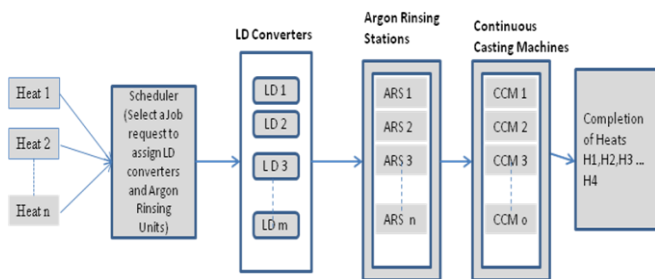 LD Converters
Argon Rinsing
Stations
Continuous
Casting Machines
Heat 1
Heat 2
Heat n
Scheduler
(Select a Job
request to
assign LD
converters
and Argon
Rinsing
Units)
LD 1
LD 2
LD 3
LD m
ARS 1
ARS 2
ARS 3
ARS n
CCM 1
CCM 2
CCM 3
CCM o
Completion
of Heats
H1,H2,H3 ...
H4